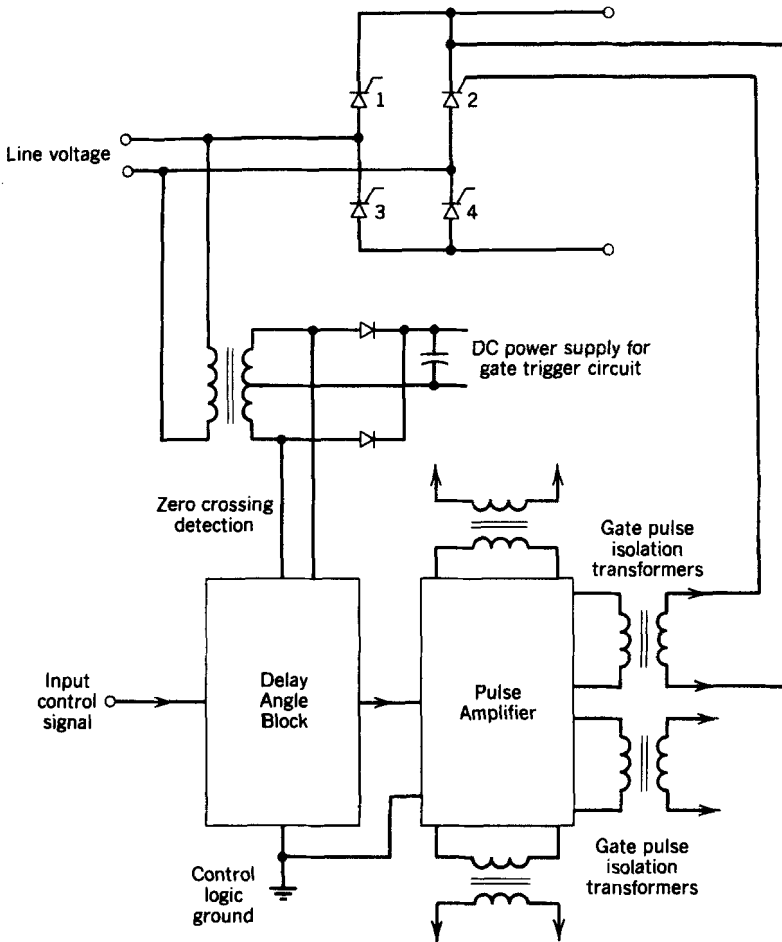 1
2
Line voltage
3
4
DC power supply for
gate trigger circuit
Zero crossing
detection
Gate pulse
isolation
transformers
Input
control
signal
Delay
Angle
Block
Pulse
Amplifier
Control
logic
ground
Gate pulse
isolation
transformers